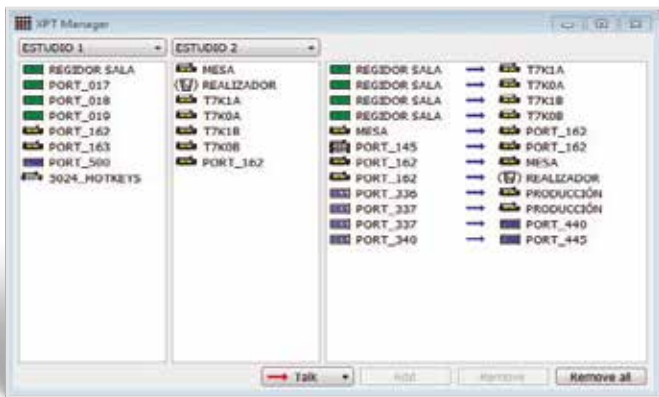 XPT Manager
ESTUDIO 1
ESTUDIO 2
REGIDOR SALA
PORT_017
PORT_018
PORT_019
PORT_162
PORT_163
PORT_500
3024_HOTKEYS
MESA
REALIZADOR
T7K1A
T7K0A
T7K1B
T7K0B
PORT_162
REGIDOR SALA → T7K1A
REGIDOR SALA → T7K0A
REGIDOR SALA → T7K1B
REGIDOR SALA → T7K0B
MESA → PORT_162
PORT_145 → PORT_162
PORT_162 → MESA
PORT_162 → REALIZADOR
PORT_336 → PRODUCCIÓN
PORT_337 → PRODUCCIÓN
PORT_337 → PORT_440
PORT_340 → PORT_445
Talk
Add
Remove
Remove all